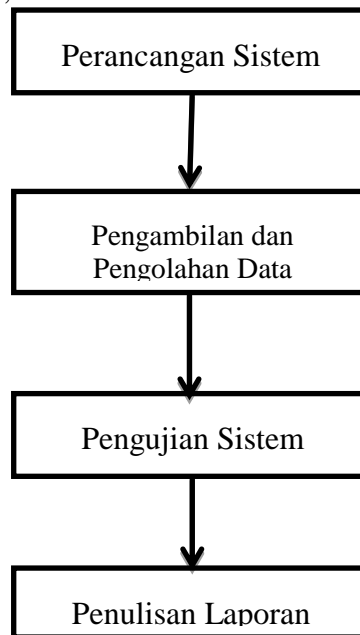 Perancangan Sistem
Pengambilan dan
Pengolahan Data
Pengujian Sistem
Penulisan Laporan